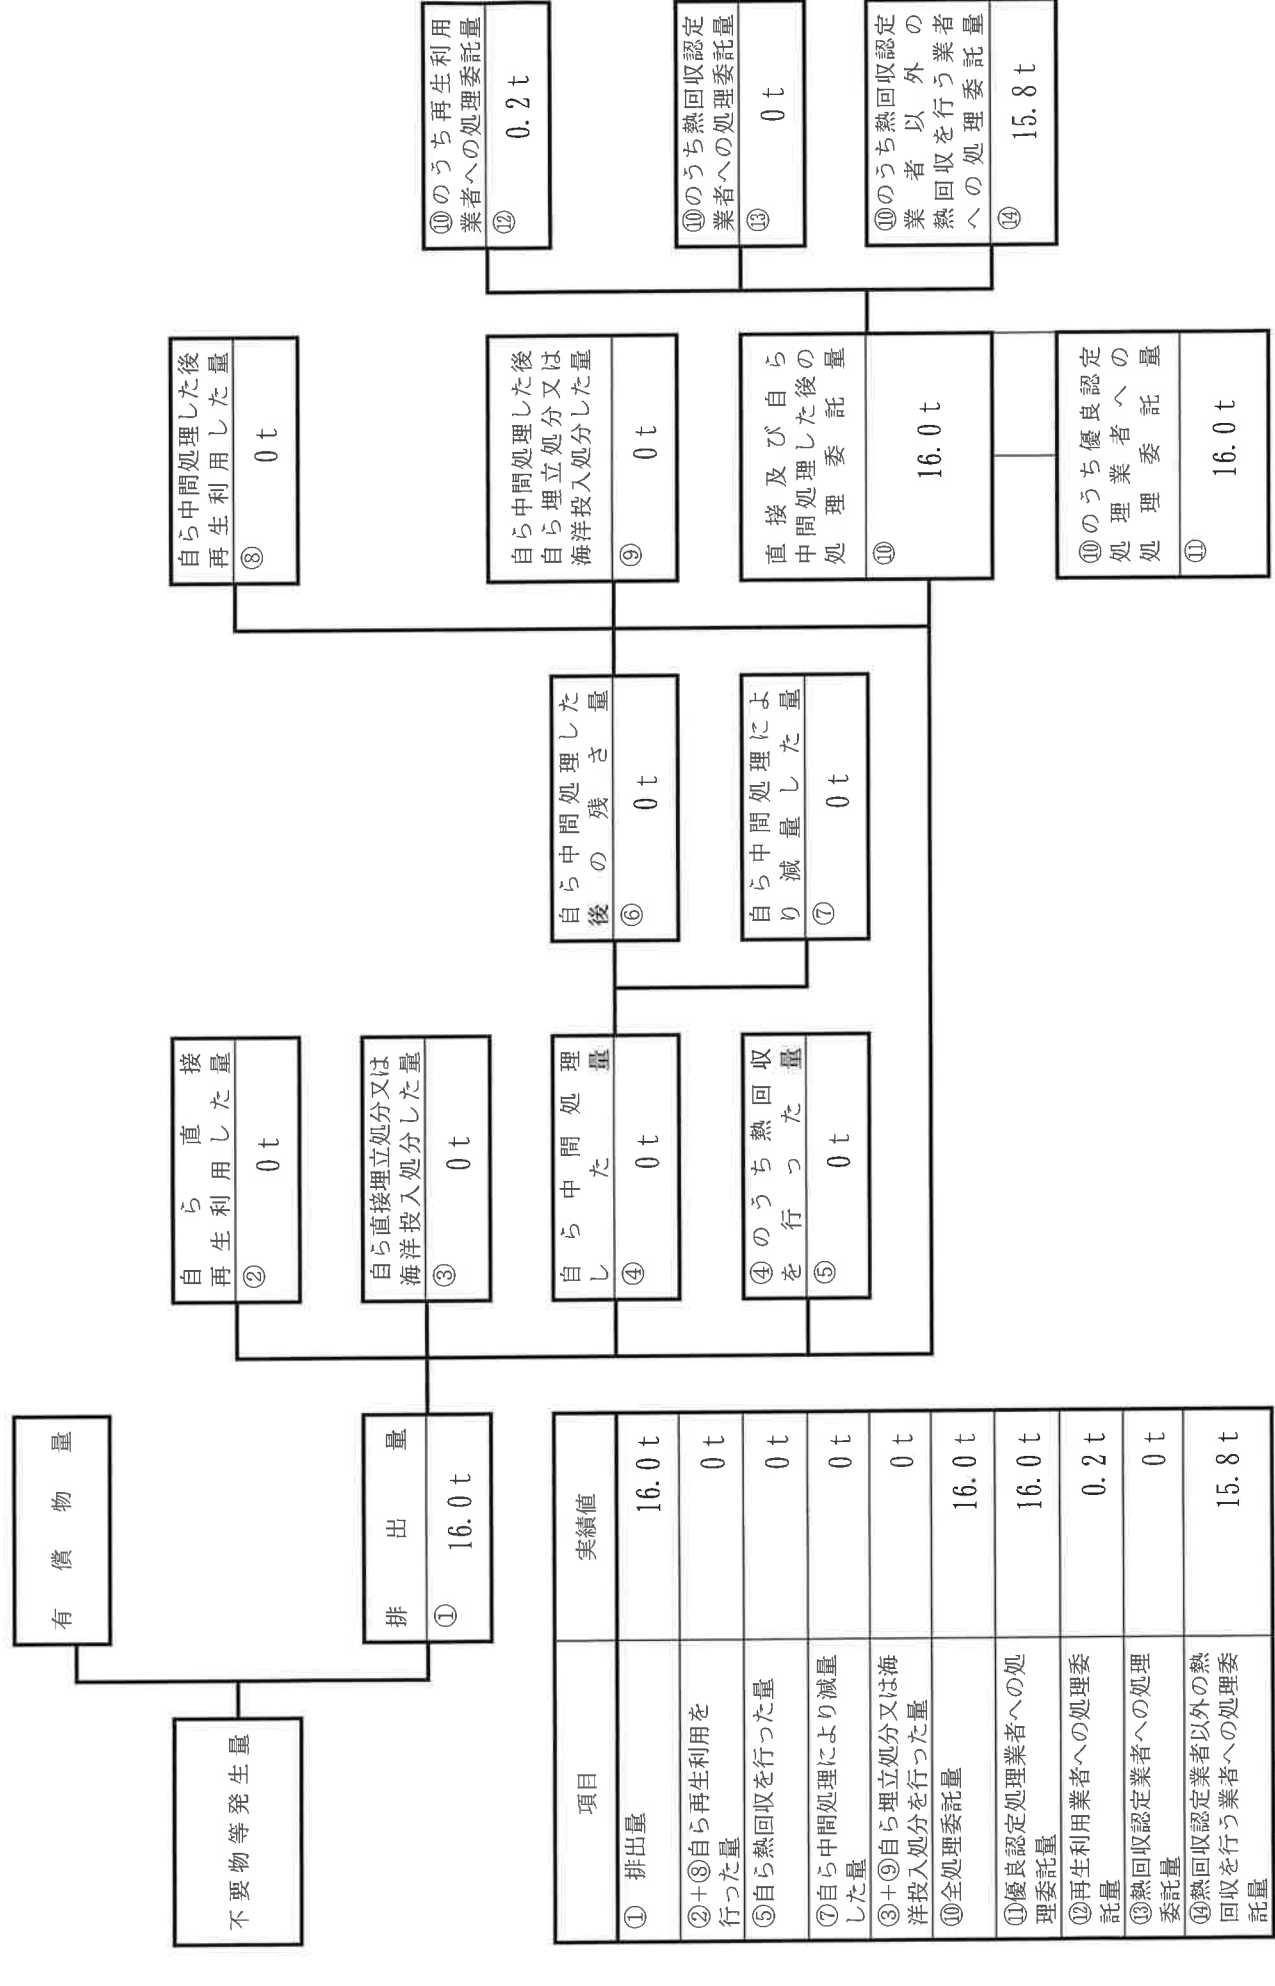 有償物量
不要物等発生量
排出量
①
16.0t
自ら直接
再生利用した量
②
0t
自ら直接埋立処分又は
海洋投入処分した量
③
0t
自ら中間処理
した量
④
0t
④のうち熱回収
を行った量
⑤
0t
自ら中間処理した
後の残さ量
⑥
0t
自ら中間処理によ
り減量した量
⑦
0t
自ら中間処理した後
再生利用した量
⑧
0t
自ら中間処理した後
自ら埋立処分又は
海洋投入処分した量
⑨
0t
直接及び自ら
中間処理した後の
処理委託量
⑩
16.0t
⑩のうち優良認定
処理業者への
処理委託量
⑪
16.0t
⑩のうち再生利用
業者への処理委託量
⑫
0.2t
⑩のうち熱回収認定
業者への処理委託量
⑬
0t
⑩のうち熱回収認定
業者以外の
熱回収を行う業者
への処理委託量
⑭
15.8t
項目 実績値
① 排出量 16.0t
②+⑧自ら再生利用を
行った量 0t
⑤自ら熱回収を行った量 0t
⑦自ら中間処理により減量
した量 0t
③+⑨自ら埋立処分又は海
洋投入処分を行った量 0t
⑩全処理委託量 16.0t
⑪優良認定処理業者への処
理委託量 16.0t
⑫再生利用業者への処理委
託量 0.2t
⑬熱回収認定業者への処理
委託量 0t
⑭熱回収認定業者以外の熱
回収を行う業者への処理委
託量 15.8t